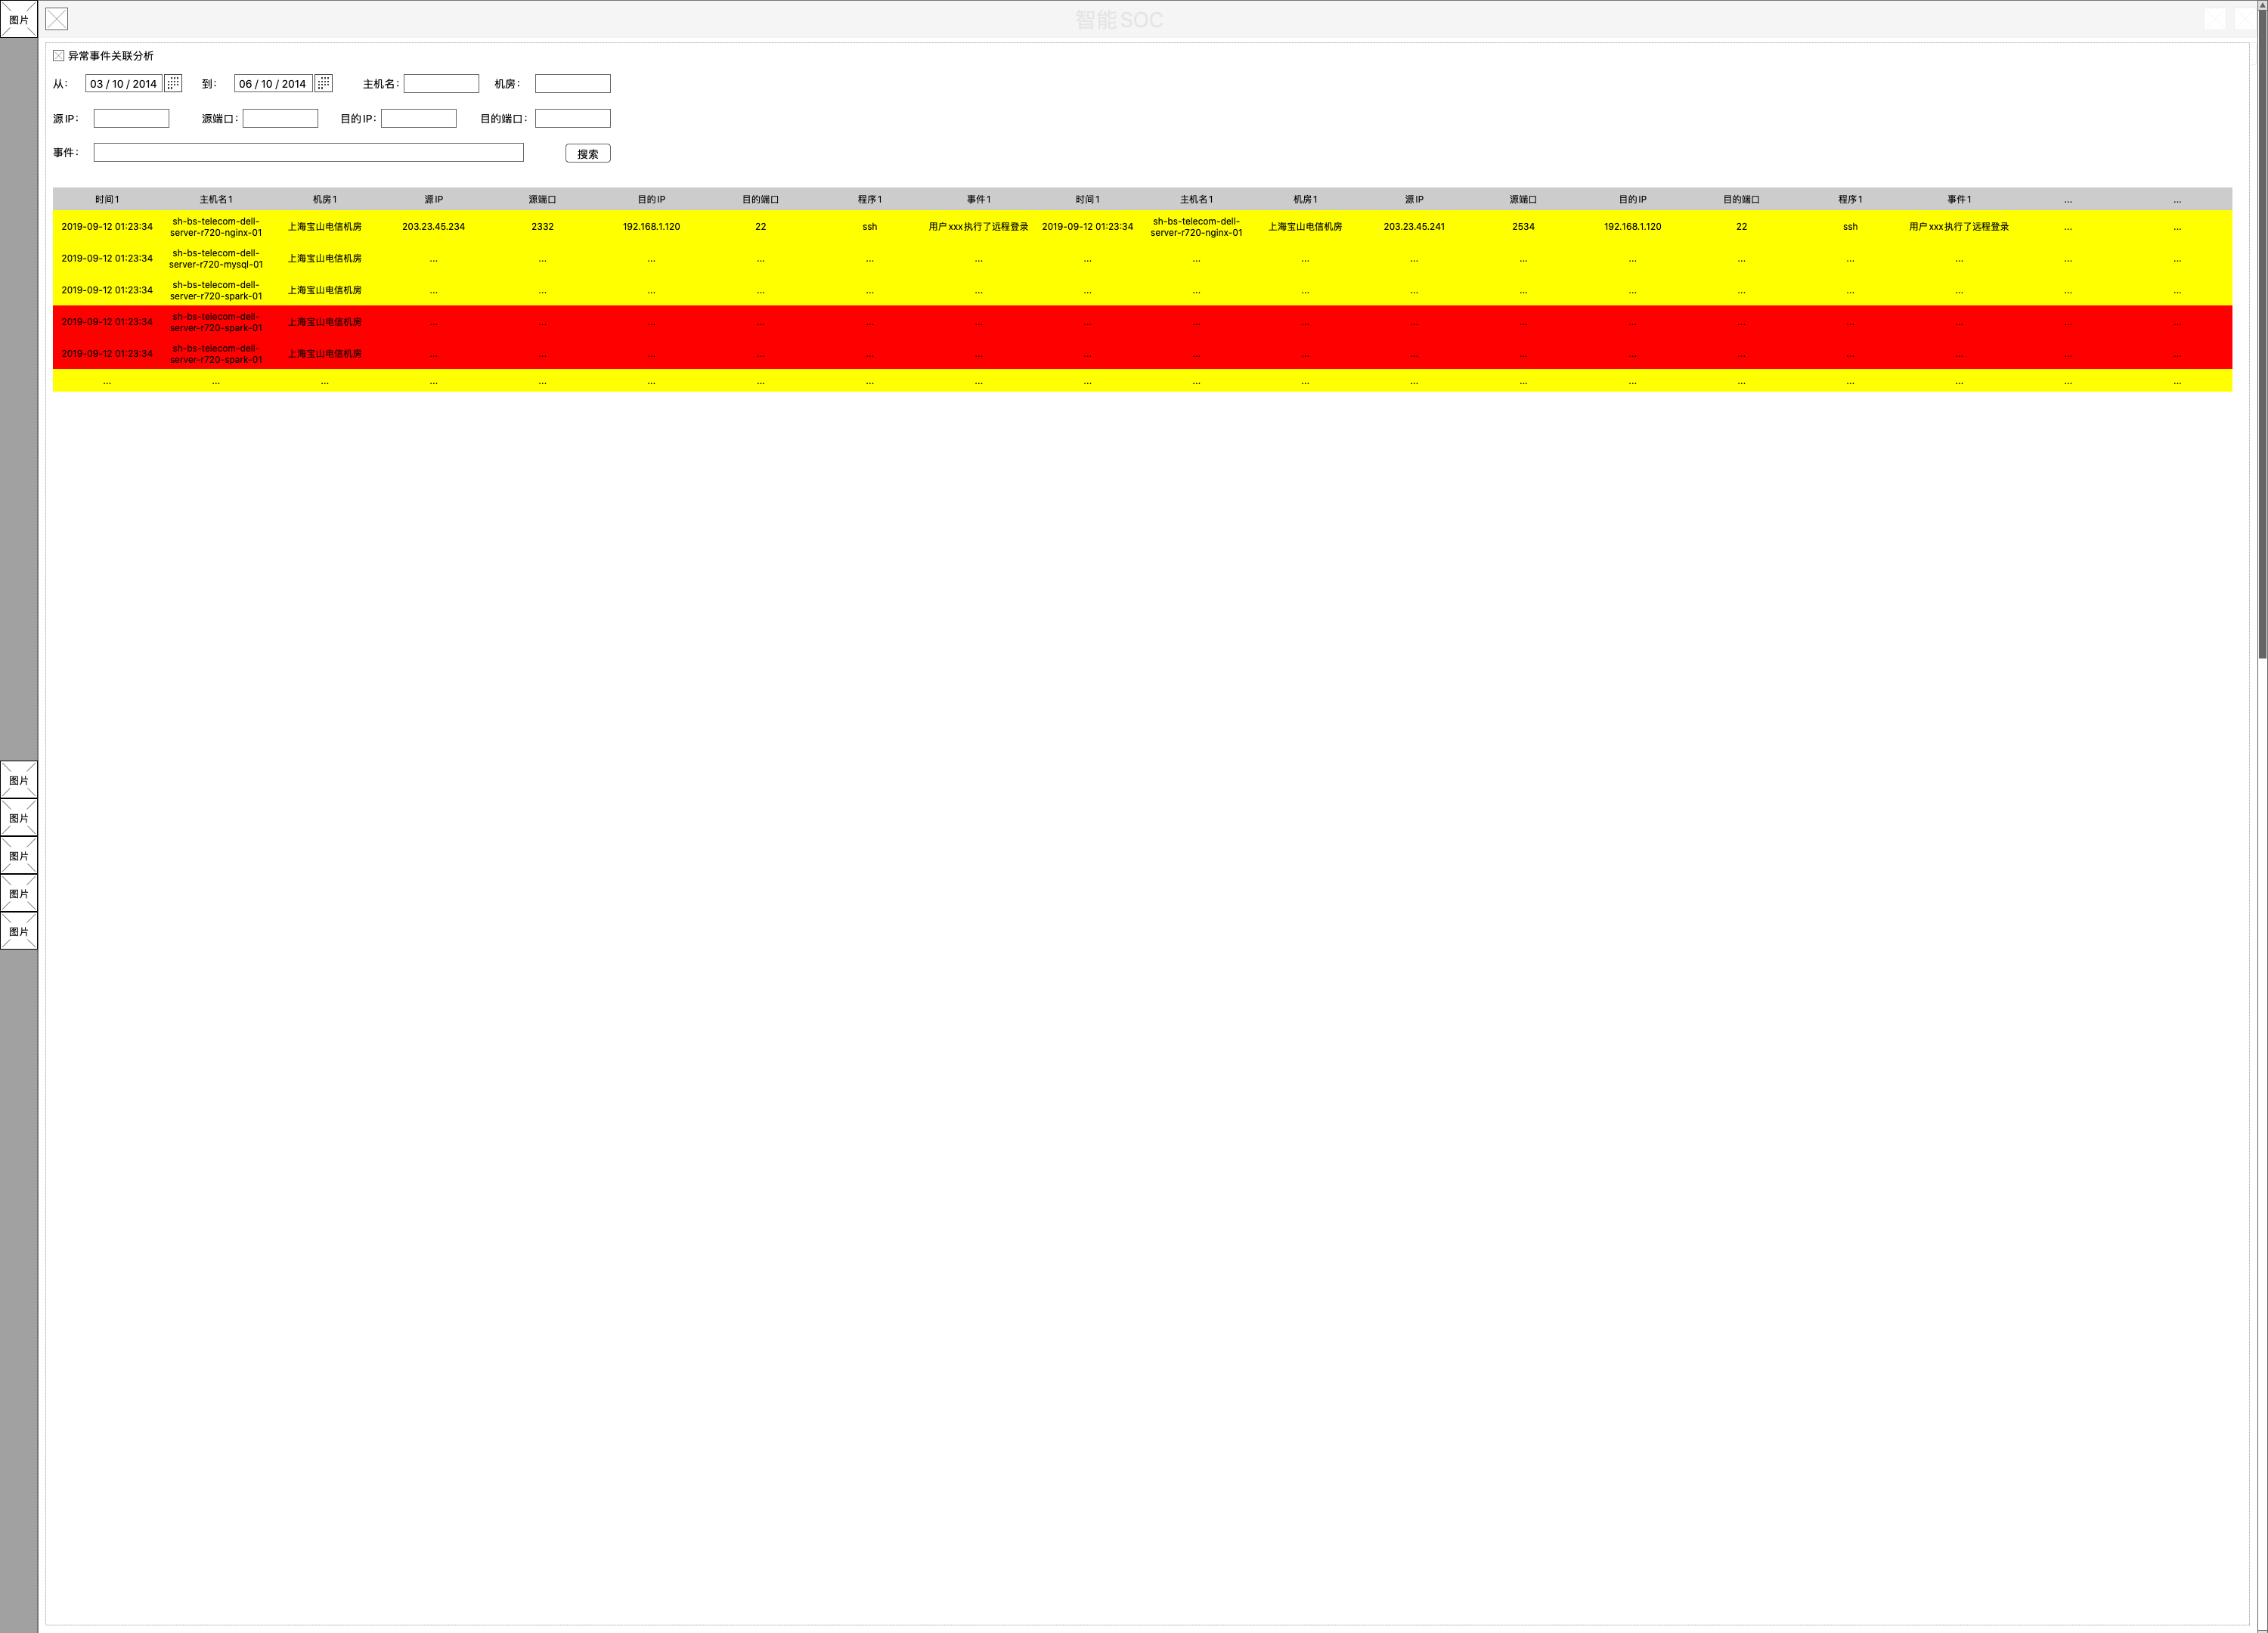 图片
智能SOC
异常事件关联分析
从: 03 / 10 / 2014 到: 06 / 10 / 2014 主机名: 机房:
源IP: 源端口: 目的IP: 目的端口:
事件: 搜索
时间1 主机名1 机房1 源IP 源端口 目的IP 目的端口 程序1 事件1 时间1 主机名1 机房1 源IP 源端口 目的IP 目的端口 程序1 事件1 ... ...
2019-09-12 01:23:34 sh-bs-telecom-dell-server-r720-nginx-01 上海宝山电信机房 203.23.45.234 2332 192.168.1.120 22 ssh 用户xxx执行了远程登录 2019-09-12 01:23:34 sh-bs-telecom-dell-server-r720-nginx-01 上海宝山电信机房 203.23.45.241 2534 192.168.1.120 22 ssh 用户xxx执行了远程登录 ... ...
2019-09-12 01:23:34 sh-bs-telecom-dell-server-r720-mysql-01 上海宝山电信机房 ... ... ... ... ... ... ... ... ... ... ... ... ... ... ... ... ...
2019-09-12 01:23:34 sh-bs-telecom-dell-server-r720-spark-01 上海宝山电信机房 ... ... ... ... ... ... ... ... ... ... ... ... ... ... ... ... ...
2019-09-12 01:23:34 sh-bs-telecom-dell-server-r720-spark-01 上海宝山电信机房 ... ... ... ... ... ... ... ... ... ... ... ... ... ... ... ... ...
2019-09-12 01:23:34 sh-bs-telecom-dell-server-r720-spark-01 上海宝山电信机房 ... ... ... ... ... ... ... ... ... ... ... ... ... ... ... ... ...
... ... ... ... ... ... ... ... ... ... ... ... ... ... ... ... ... ... ... ...
图片
图片
图片
图片
图片